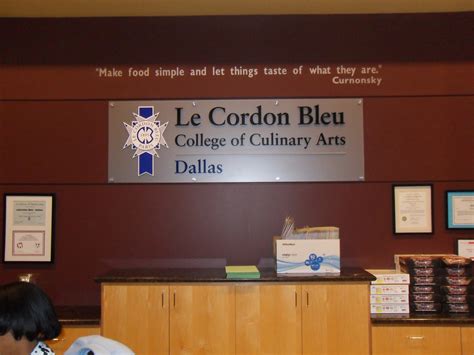 "Make food simple and let things taste of what they are."
Curnonsky
Le Cordon Bleu
College of Culinary Arts
Dallas